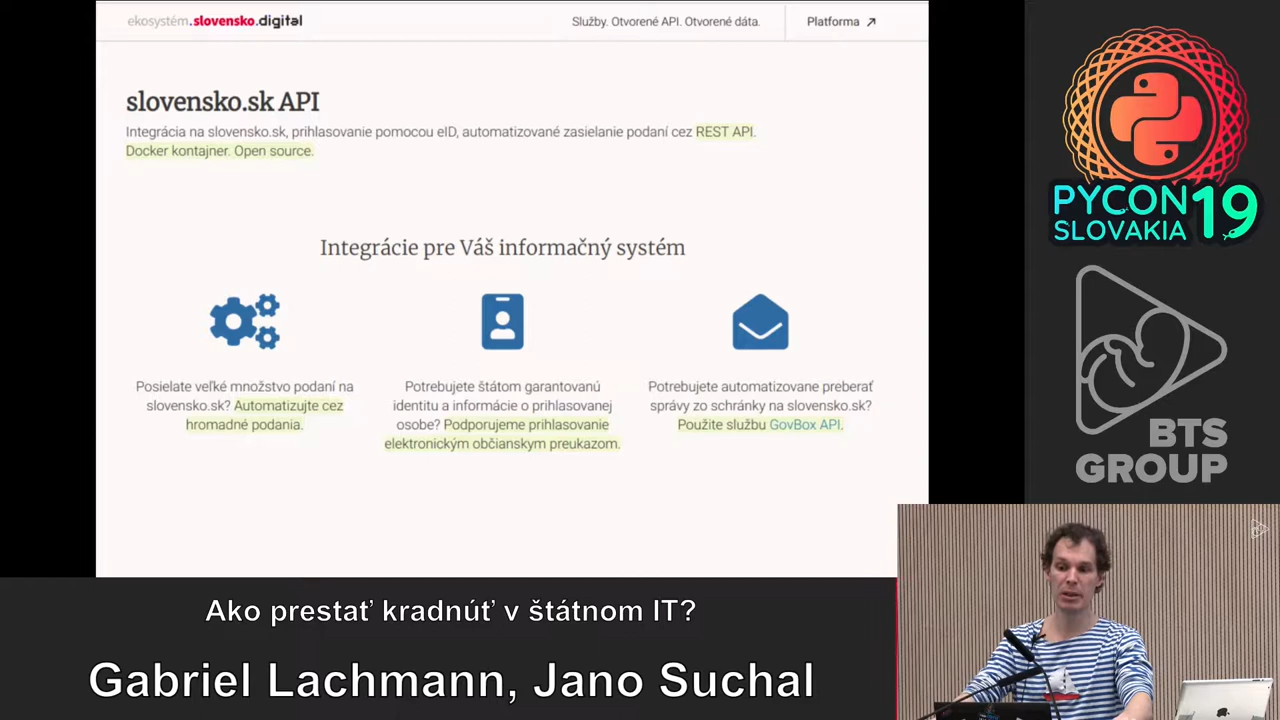 ekosystém.slovensko.digital
Služby. Otvorené API. Otvorené dáta.
Platforma
slovensko.sk API
Integrácia na slovensko.sk, prihlasovanie pomocou eID, automatizované zasielanie podaní cez REST API.
Docker kontajner. Open source.
Integrácie pre Váš informačný systém
Posielate veľké množstvo podaní na
slovensko.sk? Automatizujte cez
hromadné podania.
Potrebujete štátom garantovanú
identitu a informácie o prihlasovanej
osobe? Podporujeme prihlasovanie
elektronickým občianskym preukazom.
Potrebujete automatizovane preberať
správy zo schránky na slovensko.sk?
Použite službu GovBox API.
PYCON 19
SLOVAKIA
BTS
GROUP
Ako prestať kradnúť v štátnom IT?
Gabriel Lachmann, Jano Suchal